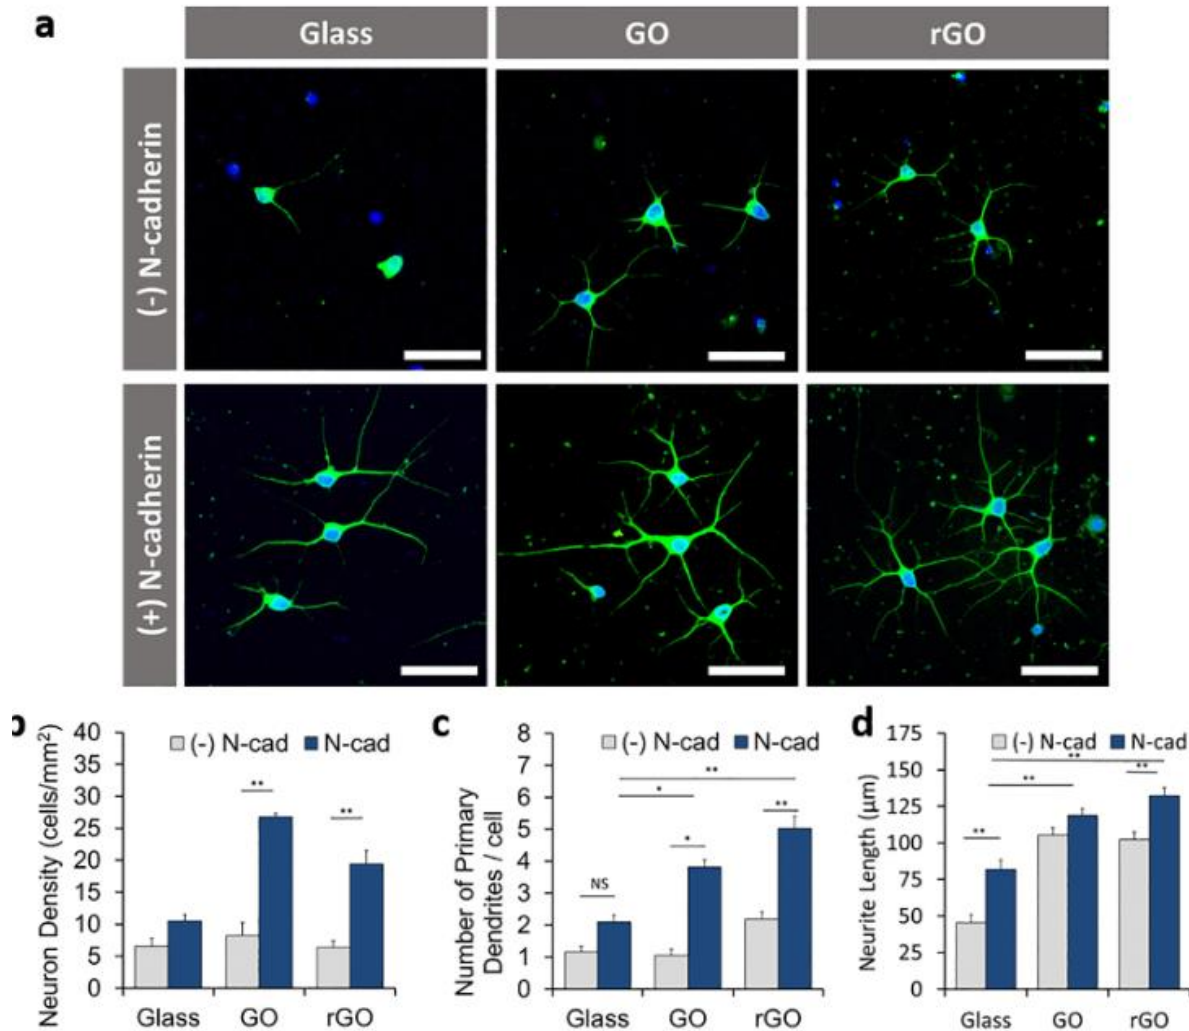 a
Glass
GO
rGO
(-) N-cadherin
(+) N-cadherin
b
Neuron Density (cells/mm²)
40
35
30
25
20
15
10
5
0
(-) N-cad
N-cad
**
**
Glass
GO
rGO
c
Number of Primary
Dendrites / cell
8
7
6
5
4
3
2
1
0
(-) N-cad
N-cad
**
*
**
*
NS
Glass
GO
rGO
d
Neurite Length (µm)
175
150
125
100
75
50
25
0
(-) N-cad
N-cad
**
**
**
**
Glass
GO
rGO